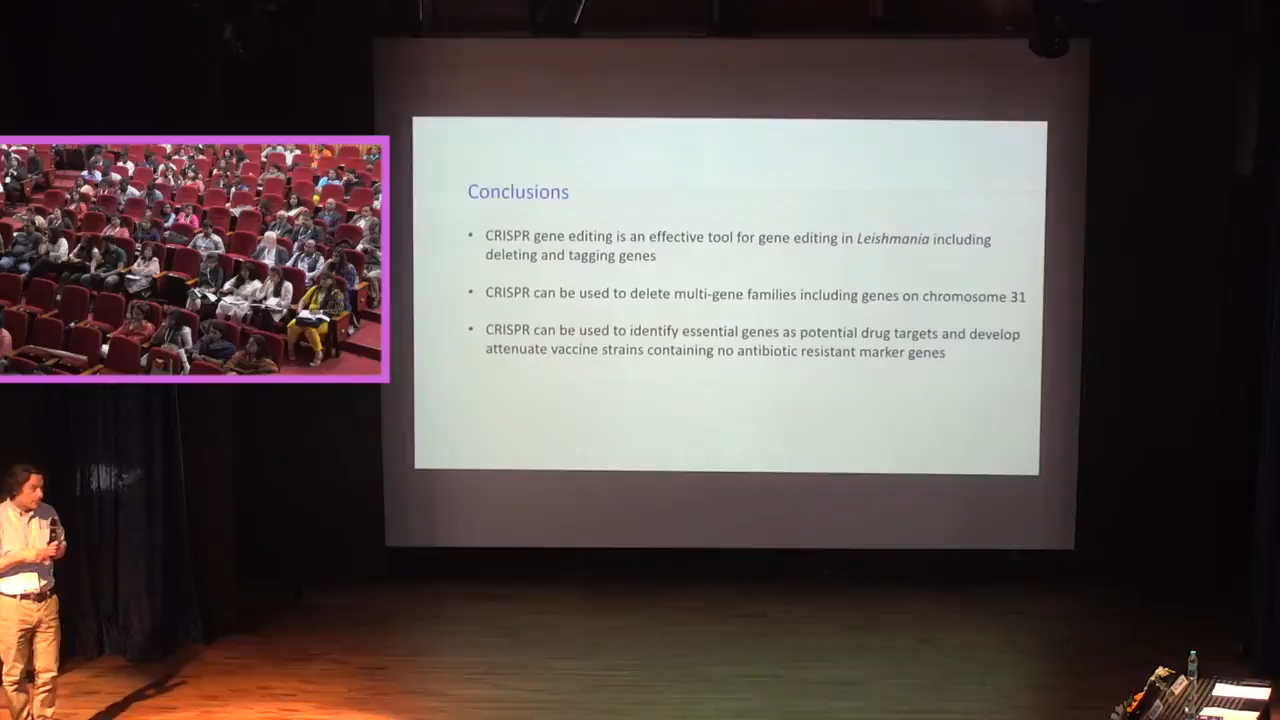 Conclusions
• CRISPR gene editing is an effective tool for gene editing in Leishmania including
deleting and tagging genes
• CRISPR can be used to delete multi-gene families including genes on chromosome 31
• CRISPR can be used to identify essential genes as potential drug targets and develop
attenuate vaccine strains containing no antibiotic resistant marker genes